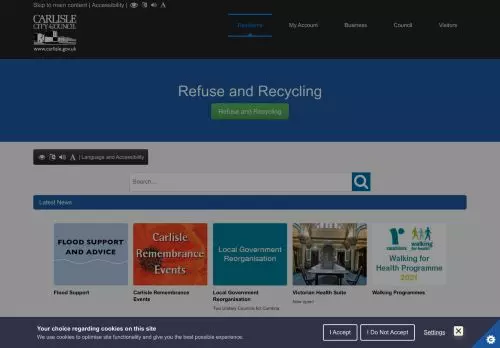 Skip to main content | Accessibility |
CARLISLE
CITY COUNCIL
www.carlisle.gov.uk
Residents
My Account
Business
Council
Visitors
Refuse and Recycling
Refuse and Recycling
| Language and Accessibility
Search...
Latest News
FLOOD SUPPORT
AND ADVICE
Carlisle
Remembrance
Events
Local Government
Reorganisation
walking
for health
Walking for
Health Programme
2021
Flood Support
Carlisle Remembrance
Events
Local Government
Reorganisation
Two Unitary Councils for Cumbria
Victorian Health Suite
Now open!
Walking Programmes
Your choice regarding cookies on this site
We use cookies to optimise site functionality and give you the best possible experience.
I Accept
I Do Not Accept
Settings